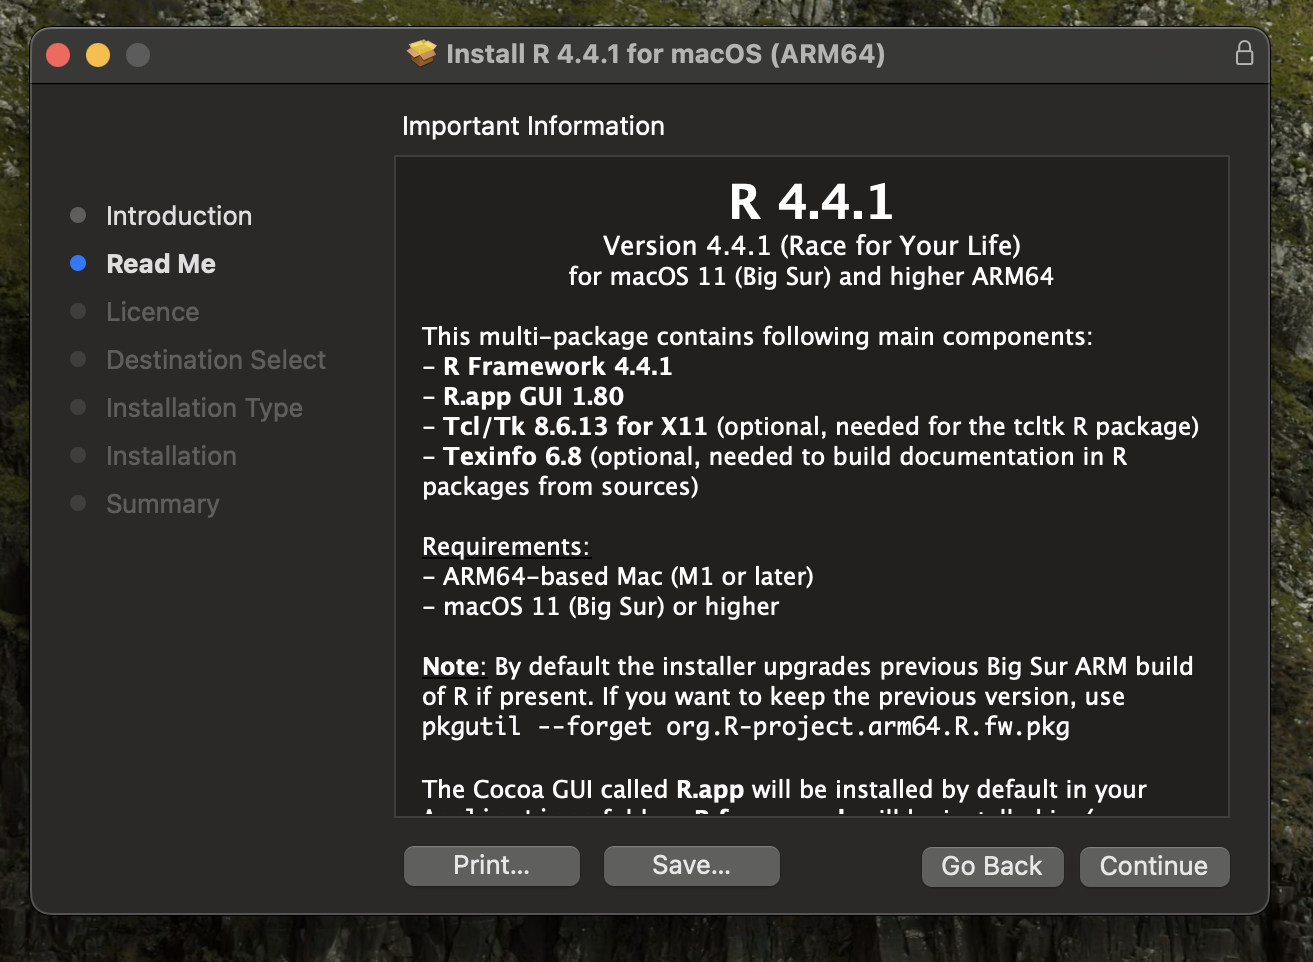 Install R 4.4.1 for macOS (ARM64)
Important Information
Introduction
Read Me
Licence
Destination Select
Installation Type
Installation
Summary
R 4.4.1
Version 4.4.1 (Race for Your Life)
for macOS 11 (Big Sur) and higher ARM64
This multi-package contains following main components:
- R Framework 4.4.1
- R.app GUI 1.80
- Tcl/Tk 8.6.13 for X11 (optional, needed for the tcltk R package)
- Texinfo 6.8 (optional, needed to build documentation in R
packages from sources)
Requirements:
- ARM64-based Mac (M1 or later)
- macOS 11 (Big Sur) or higher
Note: By default the installer upgrades previous Big Sur ARM build
of R if present. If you want to keep the previous version, use
pkgutil --forget org.R-project.arm64.R.fw.pkg
The Cocoa GUI called R.app will be installed by default in your
Print...
Save...
Go Back
Continue